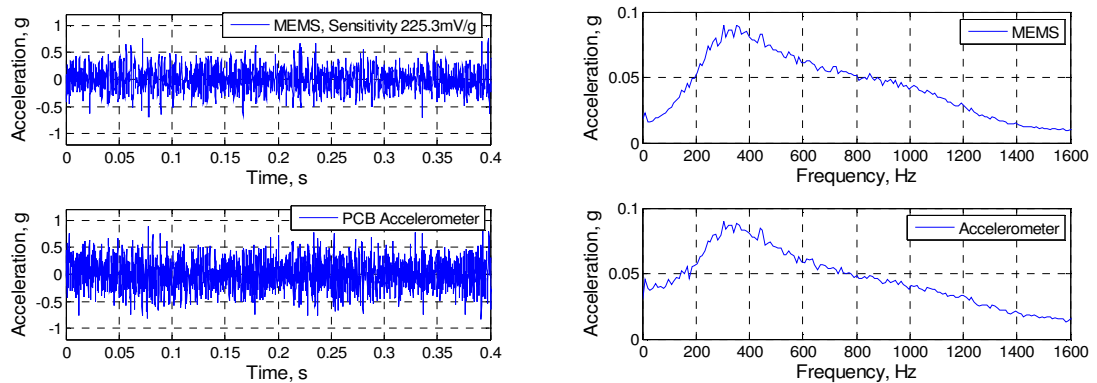 Acceleration, g
1
0.5
0
-0.5
-1
MEMS, Sensitivity 225.3mV/g
0 0.05 0.1 0.15 0.2 0.25 0.3 0.35 0.4
Time, s
Acceleration, g
0.1
0.05
0
MEMS
0 200 400 600 800 1000 1200 1400 1600
Frequency, Hz
Acceleration, g
1
0.5
0
-0.5
-1
PCB Accelerometer
0 0.05 0.1 0.15 0.2 0.25 0.3 0.35 0.4
Time, s
Acceleration, g
0.1
0.05
0
Accelerometer
0 200 400 600 800 1000 1200 1400 1600
Frequency, Hz